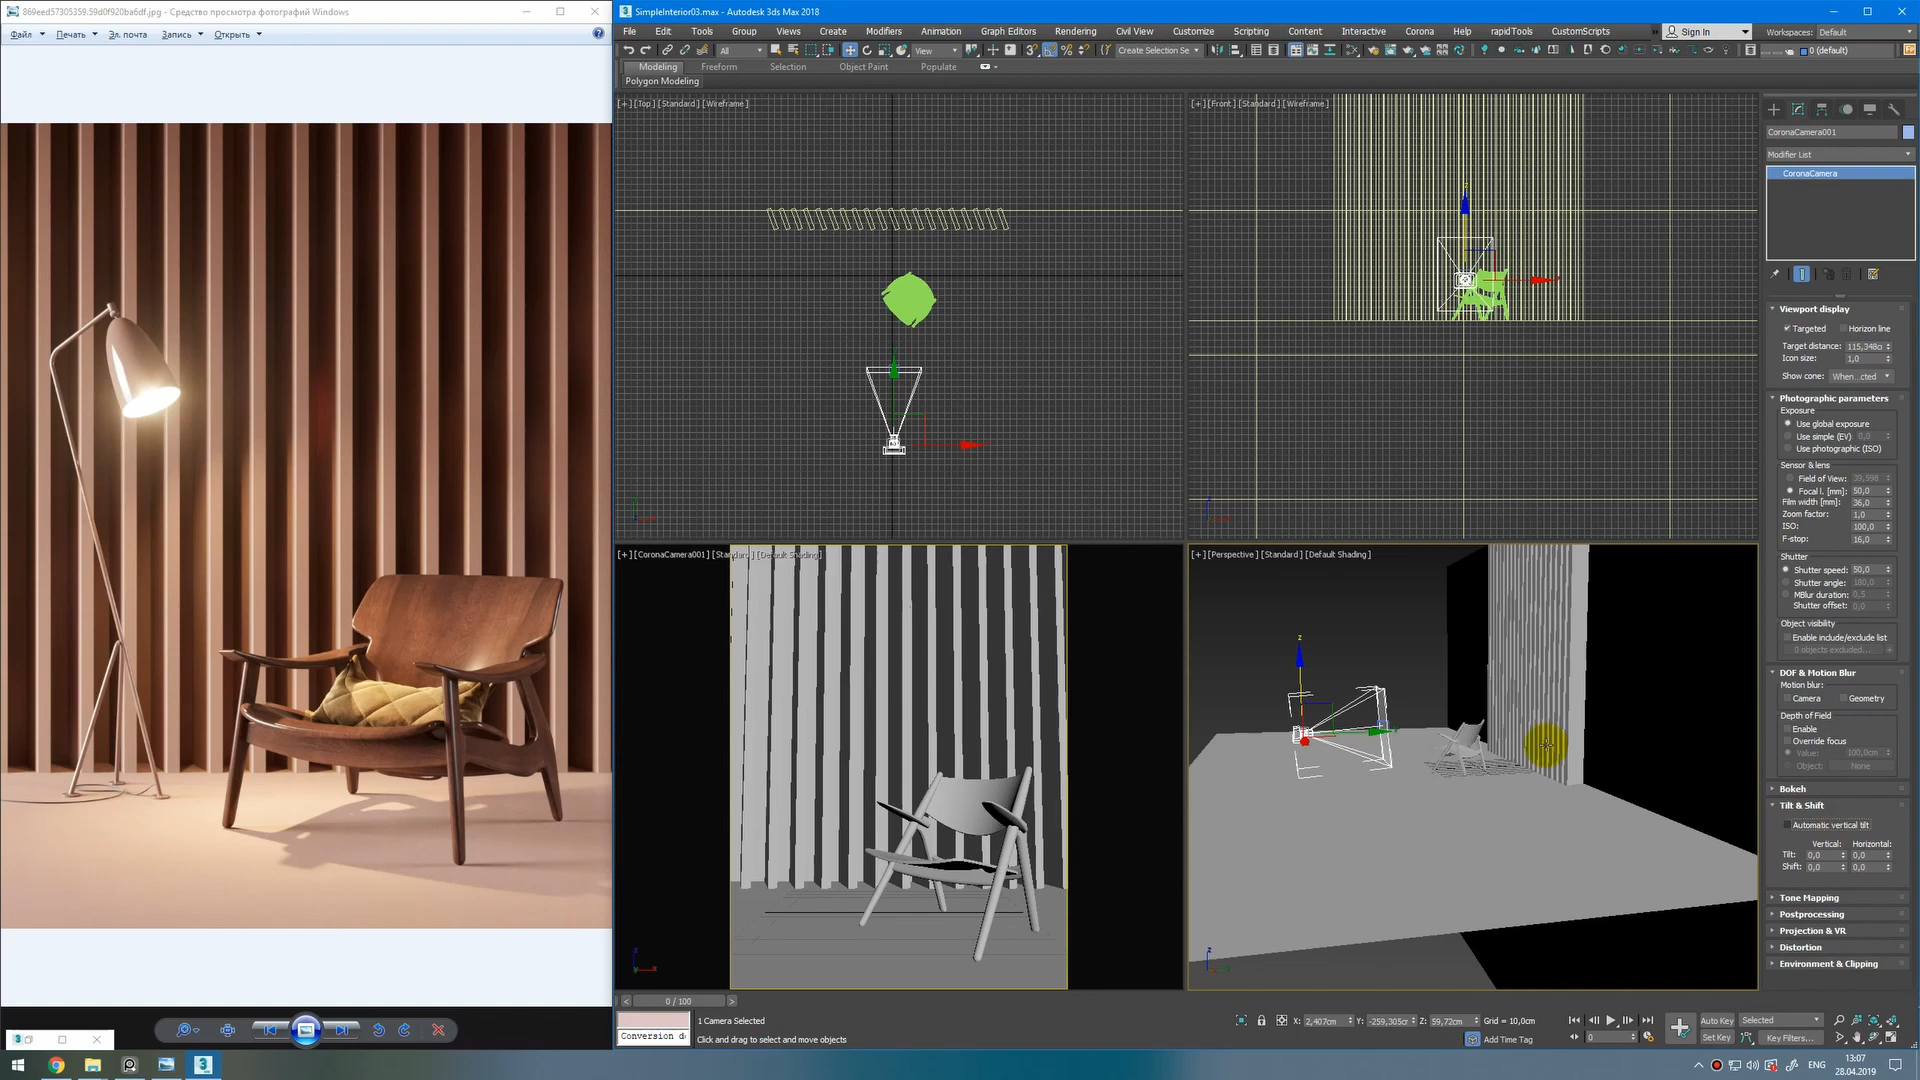 869eed57305359.59d0f920ba6df.jpg - Средство просмотра фотографий Windows
Файл Печать Эл. почта Запись Открыть
SimpleInterior03.max - Autodesk 3ds Max 2018
File Edit Tools Group Views Create Modifiers Animation Graph Editors Rendering Civil View Customize Scripting Content Interactive Corona Help rapidTools CustomScripts Sign In Workspaces: Default
All View Create Selection Se 0 (default)
Modeling Freeform Selection Object Paint Populate
Polygon Modeling
[+] [Top] [Standard] [Wireframe]
[+] [Front] [Standard] [Wireframe]
[+] [CoronaCamera001] [Standard] [Default Shading]
[+] [Perspective] [Standard] [Default Shading]
CoronaCamera001
Modifier List
CoronaCamera
Viewport display
Targeted Horizon line
Target distance: 115,348c
Icon size: 1,0
Show cone: When...cted
Photographic parameters
Exposure
Use global exposure
Use simple (EV) 0,0
Use photographic (ISO)
Sensor & lens
Field of View: 39,598
Focal l. [mm]: 50,0
Film width [mm]: 36,0
Zoom factor: 1,0
ISO: 100,0
F-stop: 16,0
Shutter
Shutter speed: 50,0
Shutter angle: 180,0
MBlur duration: 0,5
Shutter offset: 0,0
Object visibility
Enable include/exclude list
0 objects excluded...
DOF & Motion Blur
Motion blur:
Camera Geometry
Depth of Field
Enable
Override focus
Value: 100,0cm
Object: None
Bokeh
Tilt & Shift
Automatic vertical tilt
Vertical: Horizontal:
Tilt: 0,0 0,0
Shift: 0,0 0,0
Tone Mapping
Postprocessing
Projection & VR
Distortion
Environment & Clipping
0 / 100
1 Camera Selected
Conversion d
Click and drag to select and move objects
X: 2,407cm Y: -259,305cm Z: 59,72cm Grid = 10,0cm
Add Time Tag
0
Auto Key Selected
Set Key Key Filters...
ENG
13:07
28.04.2019